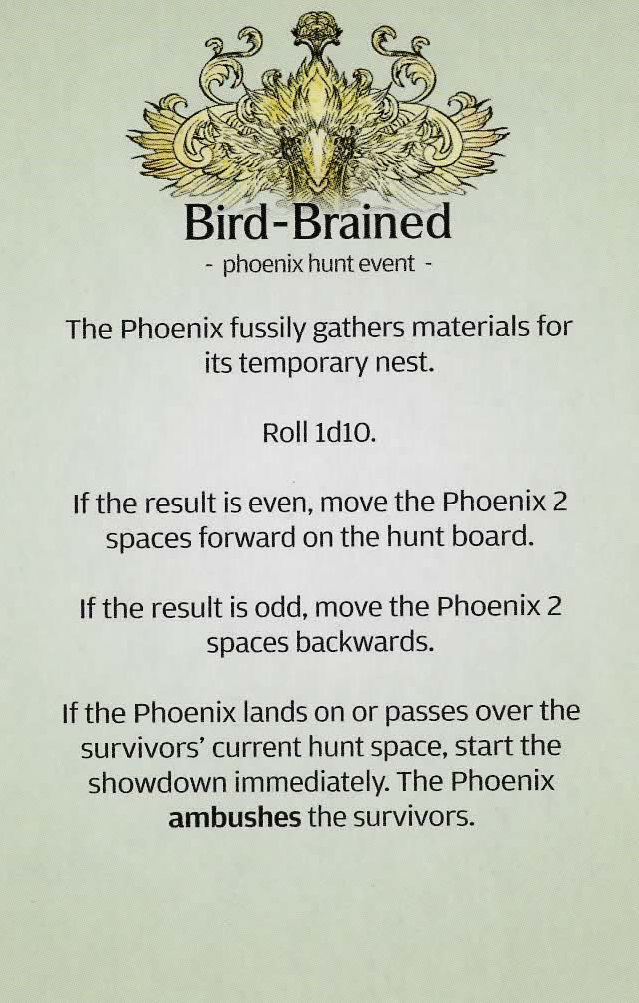 Bird-Brained
- phoenix hunt event -
The Phoenix fussily gathers materials for
its temporary nest.
Roll 1d10.
If the result is even, move the Phoenix 2
spaces forward on the hunt board.
If the result is odd, move the Phoenix 2
spaces backwards.
If the Phoenix lands on or passes over the
survivors' current hunt space, start the
showdown immediately. The Phoenix
ambushes the survivors.